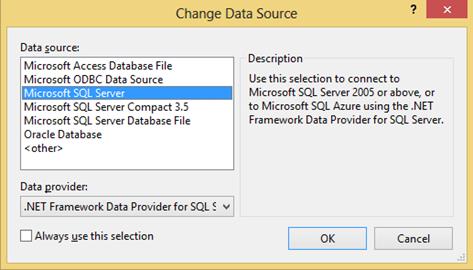 Change Data Source
?
Data source:
Microsoft Access Database File
Microsoft ODBC Data Source
Microsoft SQL Server
Microsoft SQL Server Compact 3.5
Microsoft SQL Server Database File
Oracle Database
<other>
Description
Use this selection to connect to
Microsoft SQL Server 2005 or above, or
to Microsoft SQL Azure using the .NET
Framework Data Provider for SQL Server.
Data provider:
.NET Framework Data Provider for SQL S
Always use this selection
OK
Cancel